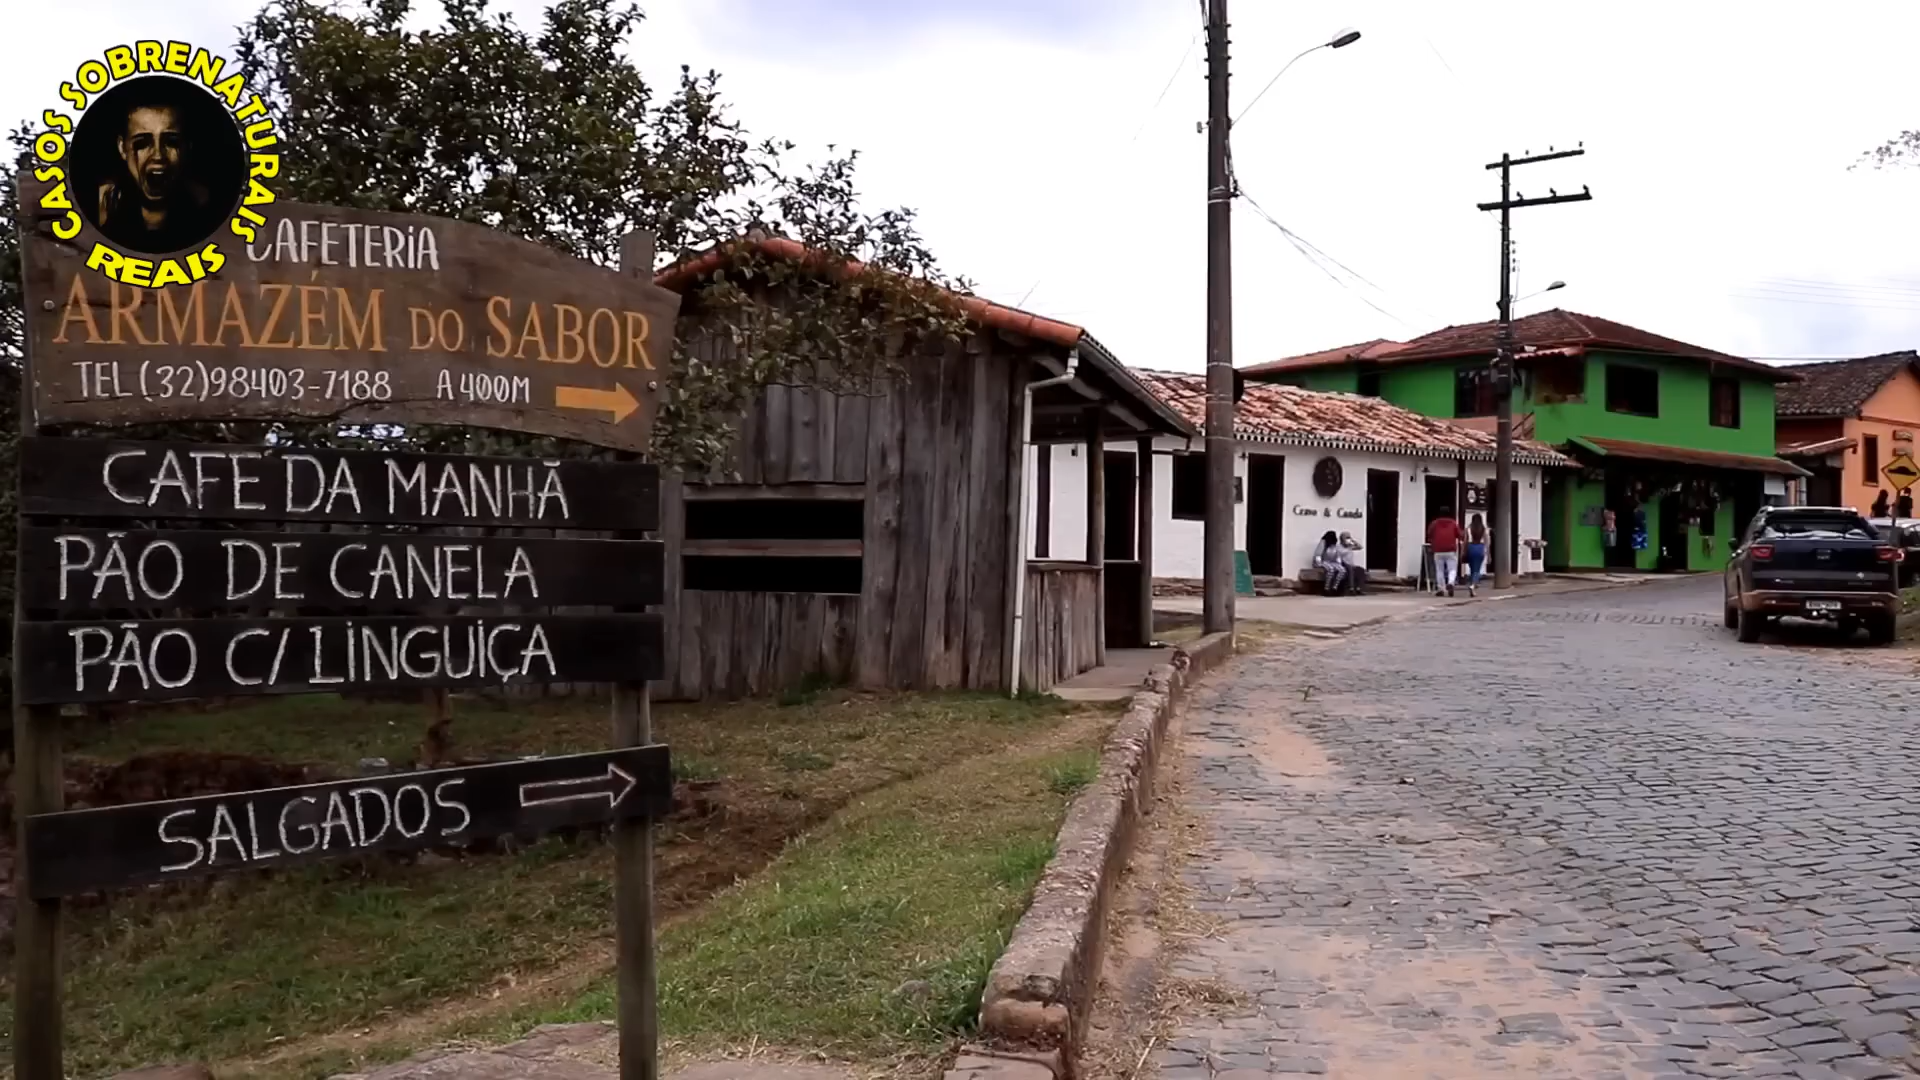 CASOS SOBRENATURAIS
REAIS
CAFETERIA
ARMAZÉM DO SABOR
TEL (32)98403-7188 A 400M
CAFE DA MANHÃ
PÃO DE CANELA
PÃO C/ LINGUIÇA
SALGADOS
Cravo & Canela